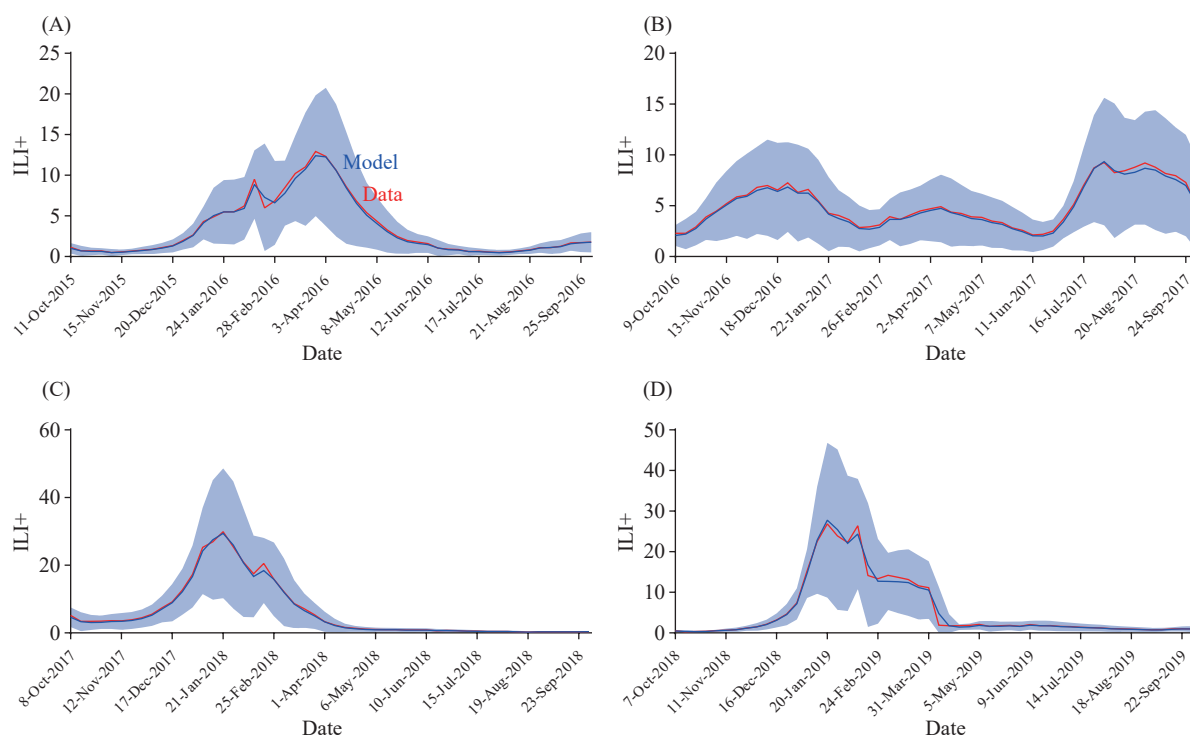 (A)
25
20
15
10
5
0
ILI+
Model
Data
11-Oct-2015
15-Nov-2015
20-Dec-2015
24-Jan-2016
28-Feb-2016
3-Apr-2016
8-May-2016
12-Jun-2016
17-Jul-2016
21-Aug-2016
25-Sep-2016
Date
(B)
20
15
10
5
0
ILI+
9-Oct-2016
13-Nov-2016
18-Dec-2016
22-Jan-2017
26-Feb-2017
2-Apr-2017
7-May-2017
11-Jun-2017
16-Jul-2017
20-Aug-2017
24-Sep-2017
Date
(C)
60
40
20
0
ILI+
8-Oct-2017
12-Nov-2017
17-Dec-2017
21-Jan-2018
25-Feb-2018
1-Apr-2018
6-May-2018
10-Jun-2018
15-Jul-2018
19-Aug-2018
23-Sep-2018
Date
(D)
50
40
30
20
10
0
ILI+
7-Oct-2018
11-Nov-2018
16-Dec-2018
20-Jan-2019
24-Feb-2019
31-Mar-2019
5-May-2019
9-Jun-2019
14-Jul-2019
18-Aug-2019
22-Sep-2019
Date